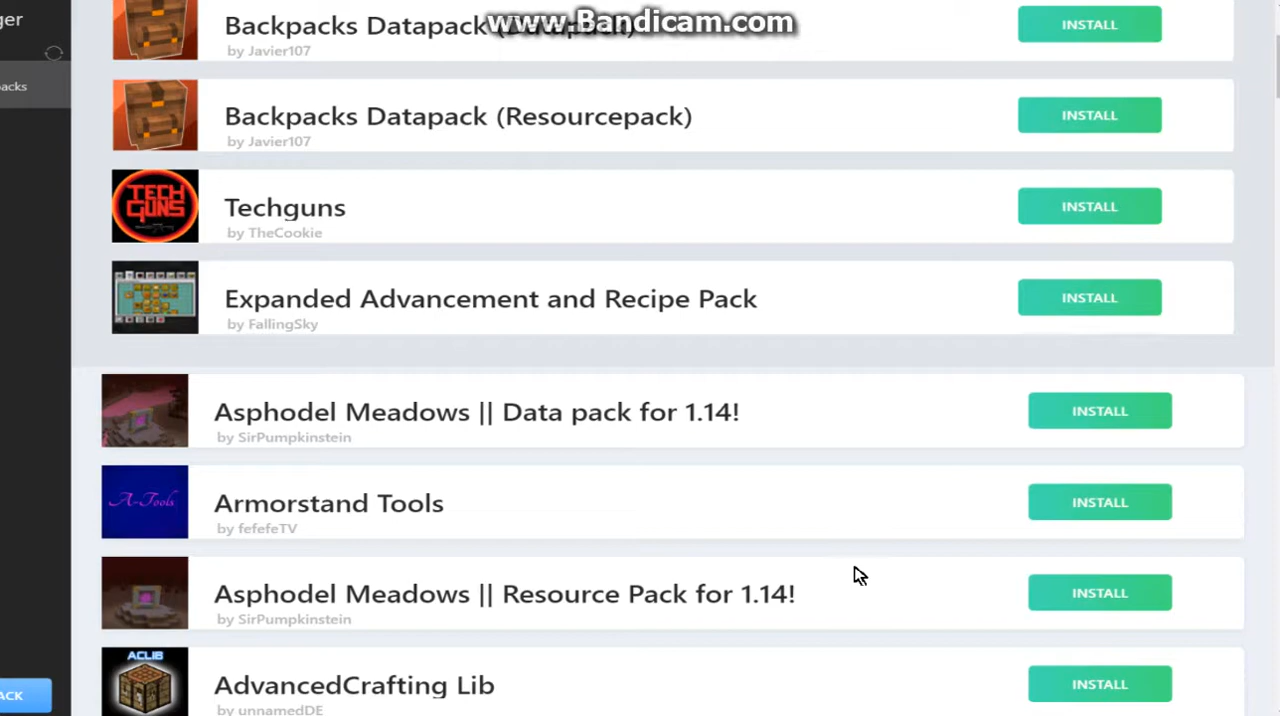 www.Bandicam.com
ger
Backpacks Datapack (Datapack)
INSTALL
by Javier107
acks
Backpacks Datapack (Resourcepack)
INSTALL
by Javier107
TECH
GUNS
Techguns
INSTALL
by TheCookie
Expanded Advancement and Recipe Pack
INSTALL
by FallingSky
Asphodel Meadows || Data pack for 1.14!
INSTALL
by SirPumpkinstein
A-Tools
Armorstand Tools
INSTALL
by fefefeTV
Asphodel Meadows || Resource Pack for 1.14!
INSTALL
by SirPumpkinstein
ACLIB
AdvancedCrafting Lib
INSTALL
by unnamedDE
ACK